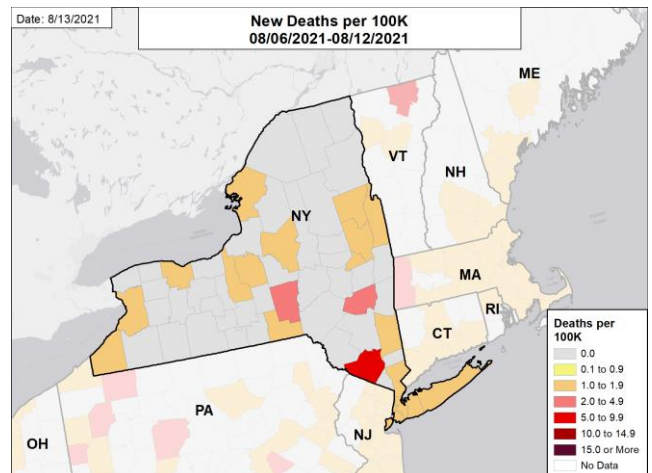 Date: 8/13/2021
New Deaths per 100K
08/06/2021-08/12/2021
ME
VT
NH
NY
MA
CT
RI
PA
OH
NJ
Deaths per
100K
0.0
0.1 to 0.9
1.0 to 1.9
2.0 to 4.9
5.0 to 9.9
10.0 to 14.9
15.0 or More
No Data